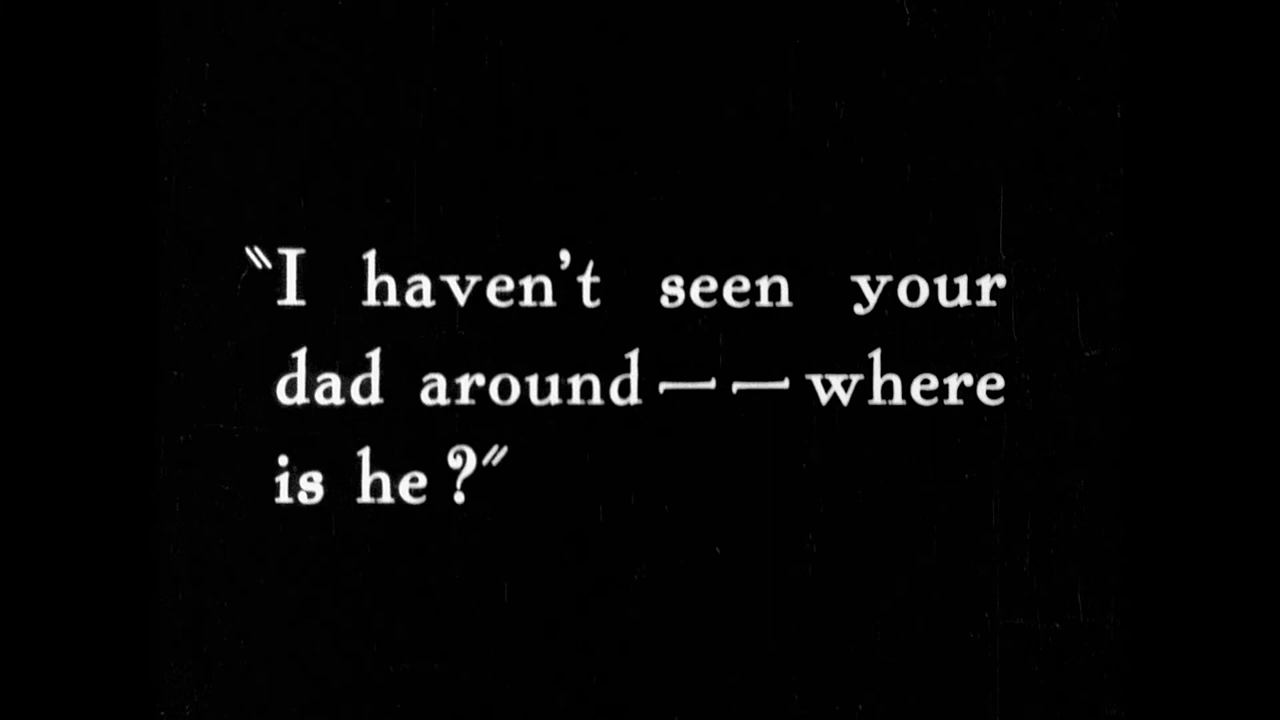 "I haven't seen your
dad around——where
is he?"